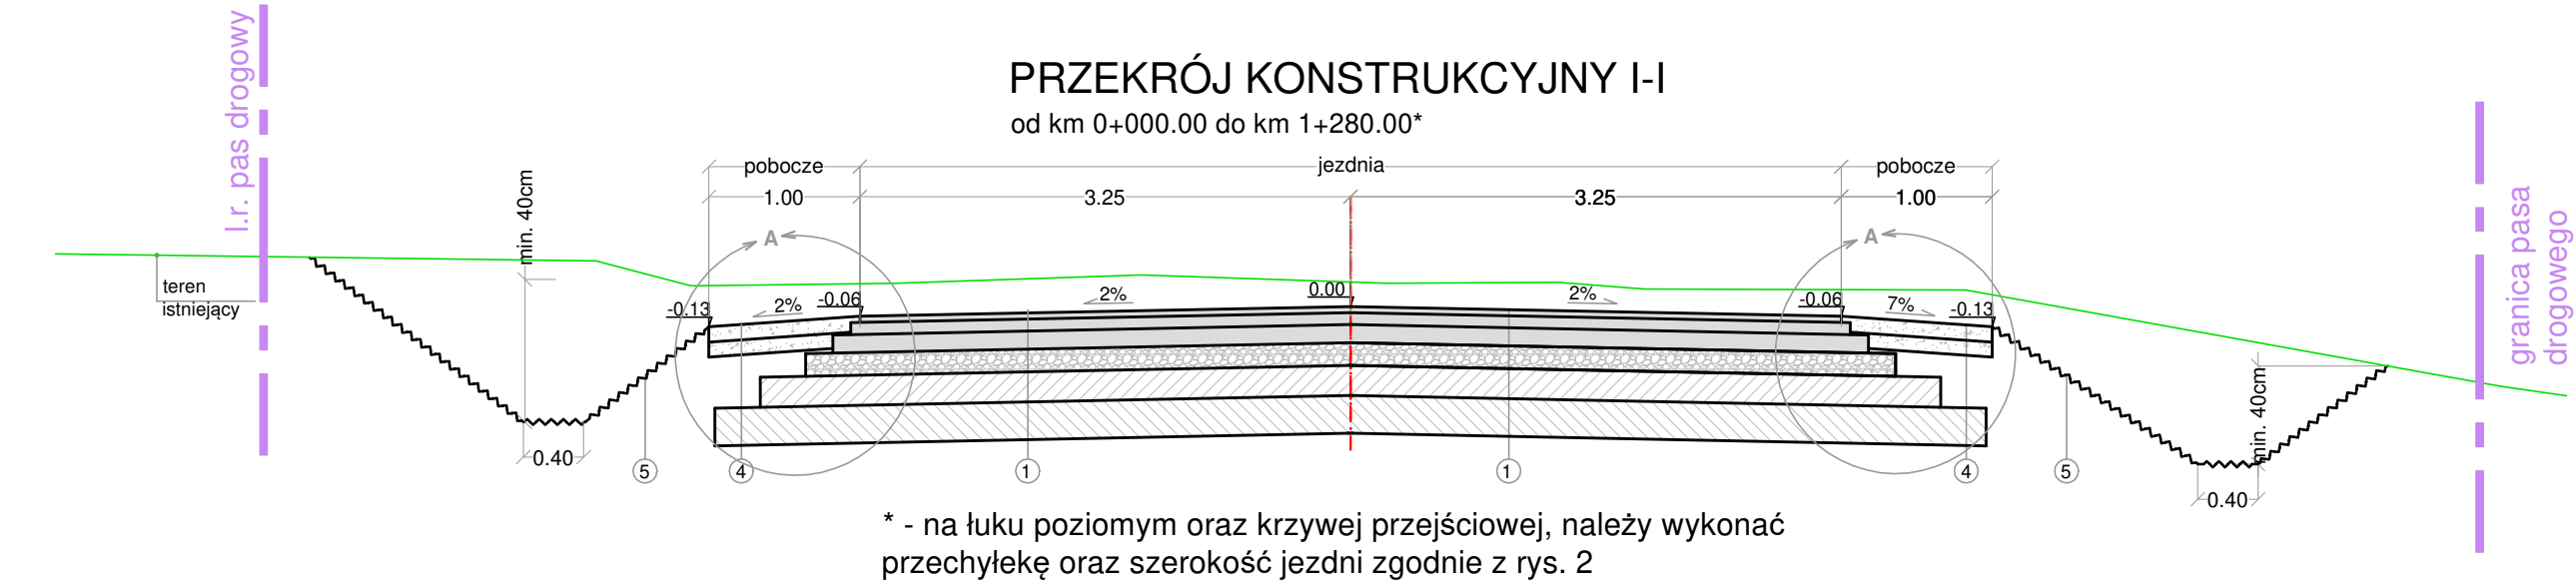 PRZEKRÓJ KONSTRUKCYJNY I-I
od km 0+000.00 do km 1+280.00*
l.r. pas drogowy
granica pasa
drogowego
pobocze
jezdnia
pobocze
1.00
3.25
3.25
1.00
min. 40cm
A
A
teren
istniejący
-0.13
2%
-0.06
2%
0.00
2%
-0.06
7%
-0.13
min. 40cm
0.40
5
4
1
1
4
5
0.40
* - na łuku poziomym oraz krzywej przejściowej, należy wykonać
przechyłekę oraz szerokość jezdni zgodnie z rys. 2